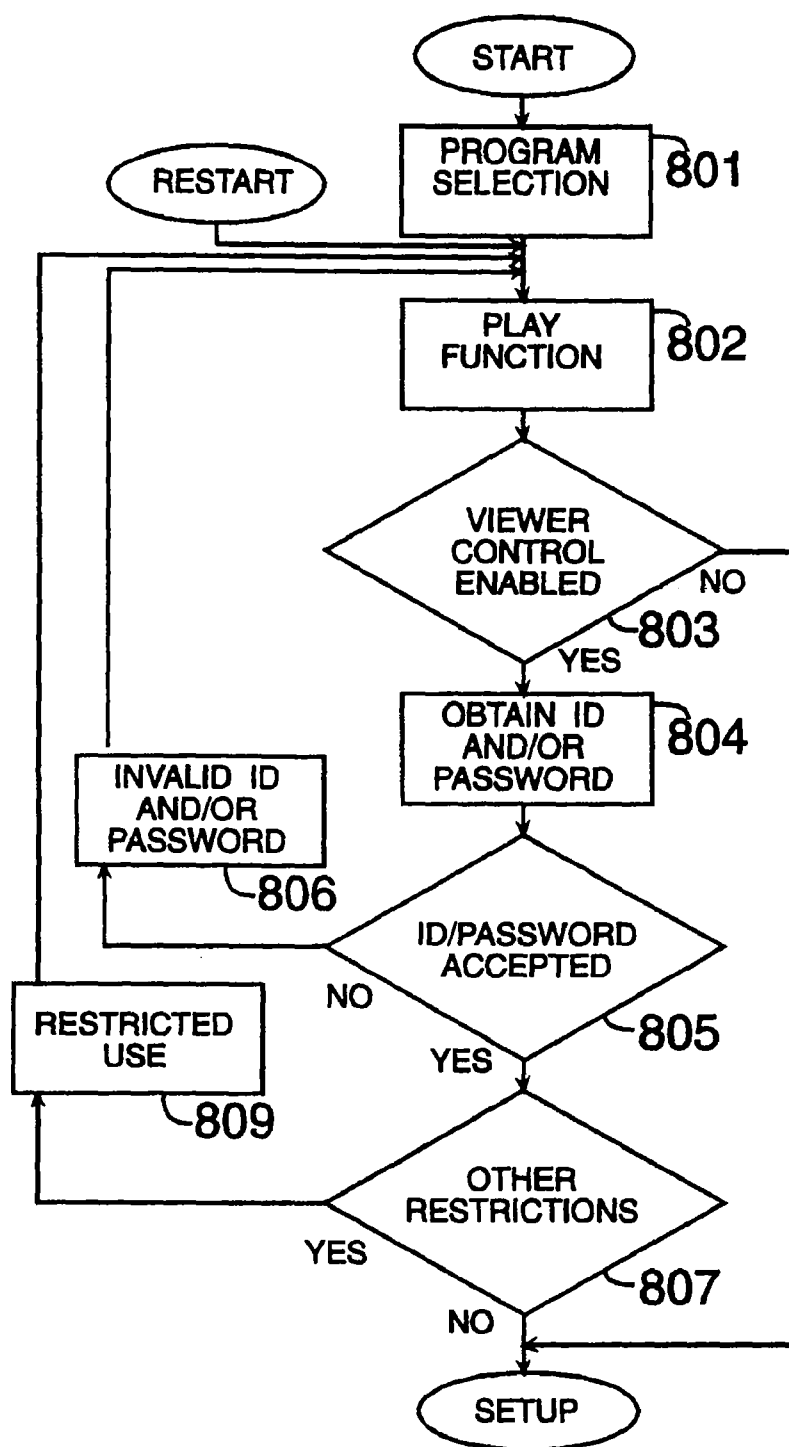 START
PROGRAM
SELECTION
801
RESTART
PLAY
FUNCTION
802
VIEWER
CONTROL
ENABLED
NO
803
YES
OBTAIN ID
AND/OR
PASSWORD
804
INVALID ID
AND/OR
PASSWORD
806
ID/PASSWORD
ACCEPTED
NO
805
YES
RESTRICTED
USE
809
OTHER
RESTRICTIONS
YES
807
NO
SETUP